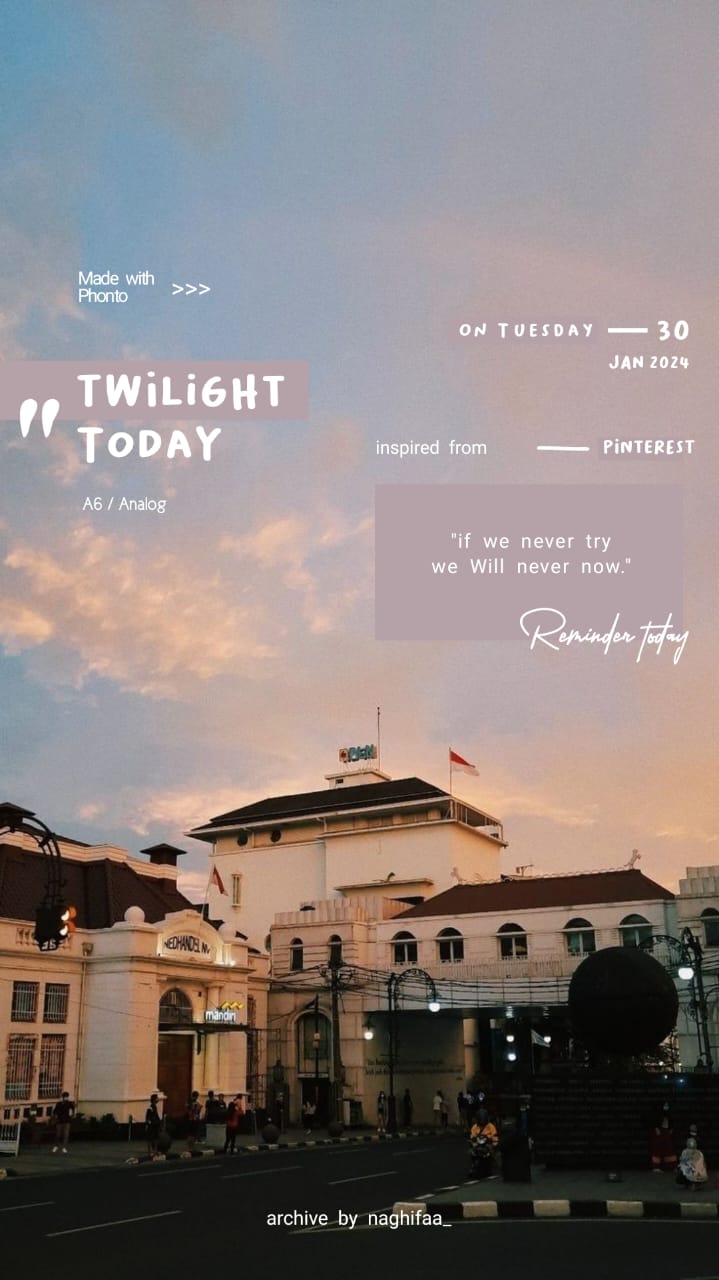 Made with
Phonto >>>
ON TUESDAY — 30
JAN 2024
"
TWiLiGHT
TODAY
A6 / Analog
inspired from — PiNTEREST
"if we never try
we Will never now."
Reminder today
NEDHANDEL NV
mandiri
archive by naghifaa_